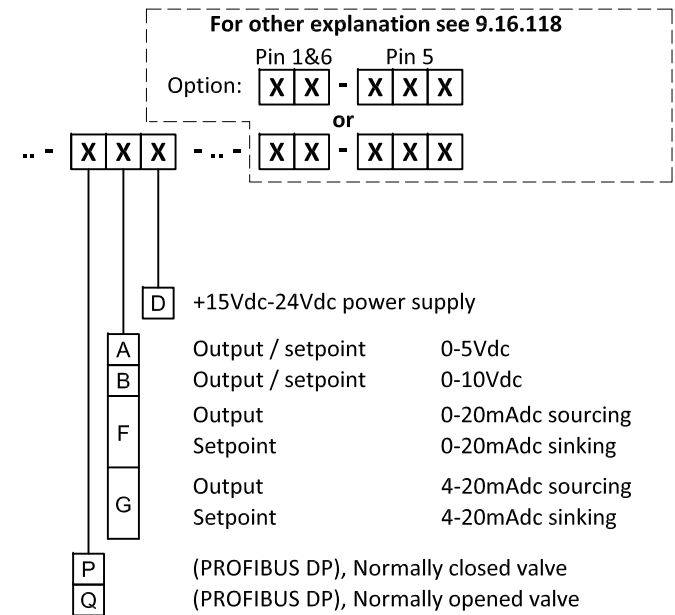 For other explanation see 9.16.118
Pin 1&6 Pin 5
Option: X X - X X X
or
.. - X X X - .. - X X - X X X
D +15Vdc-24Vdc power supply
A Output / setpoint 0-5Vdc
B Output / setpoint 0-10Vdc
F Output 0-20mAdc sourcing
Setpoint 0-20mAdc sinking
G Output 4-20mAdc sourcing
Setpoint 4-20mAdc sinking
P (PROFIBUS DP), Normally closed valve
Q (PROFIBUS DP), Normally opened valve